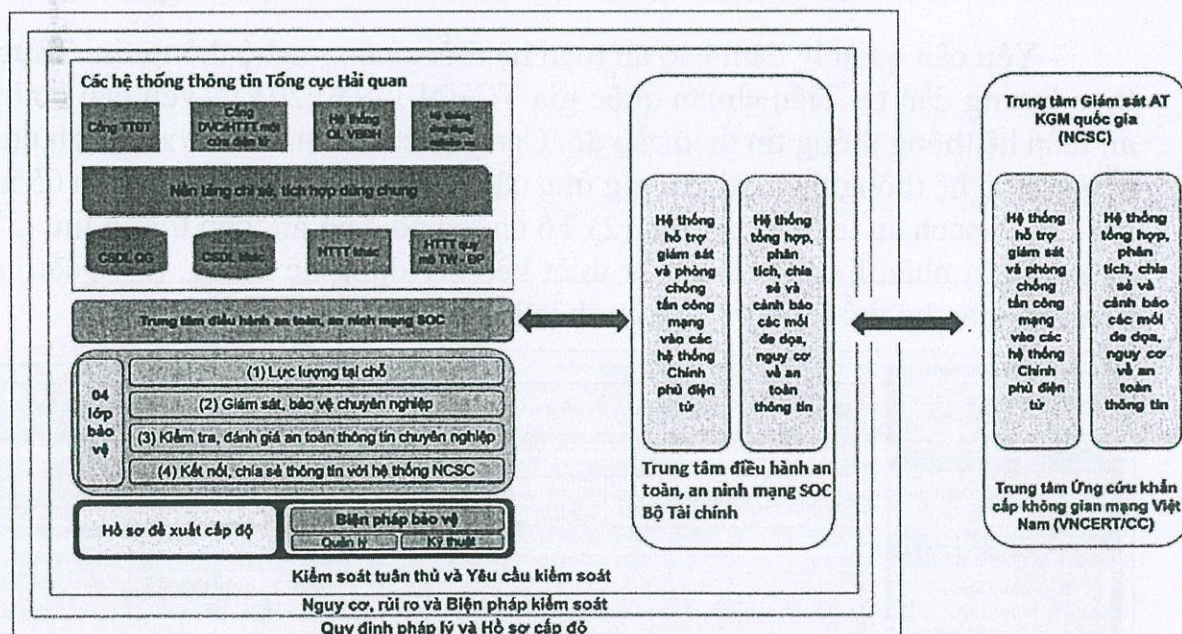 Các hệ thống thông tin Tổng cục Hải quan
Cổng TTĐT
Cổng
DVC/HTTT một
cửa điện tử
Hệ thống
QL VBĐH
Hệ thống
ứng dụng
Nền tảng chia sẻ, tích hợp dùng chung
CSDL QG
CSDL khác
HTTT khác
HTTT quy
mô TW - ĐP
Trung tâm điều hành an toàn, an ninh mạng SOC
04
lớp
bảo
vệ
(1) Lực lượng tại chỗ
(2) Giám sát, bảo vệ chuyên nghiệp
(3) Kiểm tra, đánh giá an toàn thông tin chuyên nghiệp
(4) Kết nối, chia sẻ thông tin với hệ thống NCSC
Hồ sơ đề xuất cấp độ
Biện pháp bảo vệ
Quản lý
Kỹ thuật
Kiểm soát tuân thủ và Yêu cầu kiểm soát
Nguy cơ, rủi ro và Biện pháp kiểm soát
Quy định pháp lý và Hồ sơ cấp độ
Hệ thống
hỗ trợ
giám sát
và phòng
chống
tấn công
mạng
vào các
hệ thống
Chính
phủ điện
tử
Hệ thống
tổng hợp,
phân
tích, chia
sẻ và
cảnh báo
các mối
đe dọa,
nguy cơ
về an
toàn
thông tin
Trung tâm điều hành an
toàn, an ninh mạng SOC
Bộ Tài chính
Trung tâm Giám sát AT
KGM quốc gia
(NCSC)
Hệ thống
hỗ trợ
giám sát
và phòng
chống
tấn công
mạng
vào các
hệ thống
Chính
phủ điện
tử
Hệ thống
tổng hợp,
phân
tích, chia
sẻ và
cảnh báo
các mối
đe dọa,
nguy cơ
về an
toàn
thông tin
Trung tâm Ứng cứu khẩn
cấp không gian mạng Việt
Nam (VNCERT/CC)